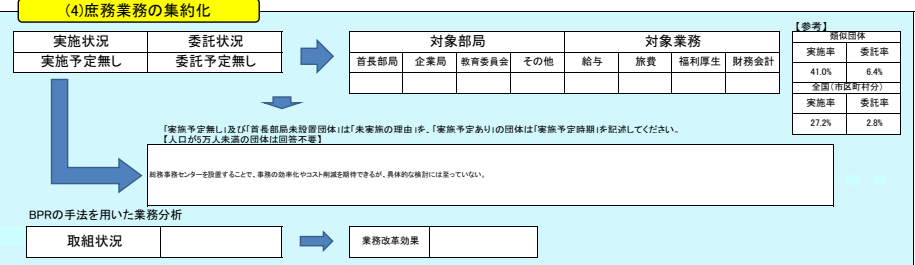 (4)庶務業務の集約化
【参考】
実施状況 委託状況
実施予定無し 委託予定無し
対象部局 対象業務
首長部局 企業局 教育委員会 その他 給与 旅費 福利厚生 財務会計
類似団体
実施率 委託率
41.0% 6.4%
全国(市区町村分)
実施率 委託率
27.2% 2.8%
「実施予定無し」及び「首長部局未設置団体」は「未実施の理由」を、「実施予定あり」の団体は「実施予定時期」を記述してください。
【人口が5万人未満の団体は回答不要】
総務事務センターを設置することで、事務の効率化やコスト削減を期待できるが、具体的な検討には至っていない。
BPRの手法を用いた業務分析
取組状況
業務改革効果